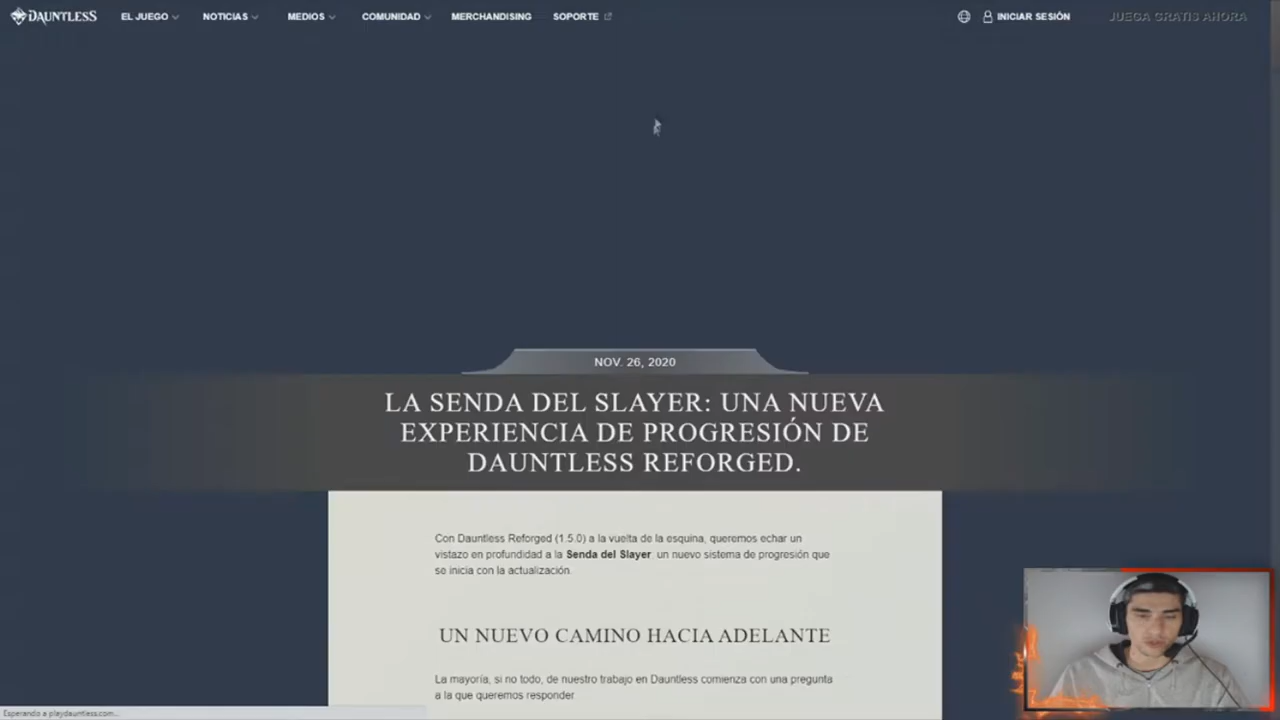 DAUNTLESS EL JUEGO NOTICIAS MEDIOS COMUNIDAD MERCHANDISING SOPORTE INICIAR SESIÓN JUEGA GRATIS AHORA
NOV. 26, 2020
LA SENDA DEL SLAYER: UNA NUEVA
EXPERIENCIA DE PROGRESIÓN DE
DAUNTLESS REFORGED.
Con Dauntless Reforged (1.5.0) a la vuelta de la esquina, queremos echar un
vistazo en profundidad a la Senda del Slayer, un nuevo sistema de progresión que
se inicia con la actualización.
UN NUEVO CAMINO HACIA ADELANTE
La mayoría, si no todo, de nuestro trabajo en Dauntless comienza con una pregunta
a la que queremos responder
Esperando a playdauntless.com...